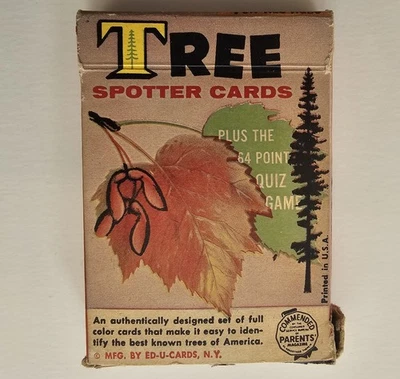 TREE
SPOTTER CARDS
PLUS THE
64 POINT
QUIZ
GAME
Printed in U.S.A.
An authentically designed set of full
color cards that make it easy to iden-
tify the best known trees of America.
© MFG. BY ED-U-CARDS, N.Y.
COMMENDED
PARENTS'
MAGAZINE